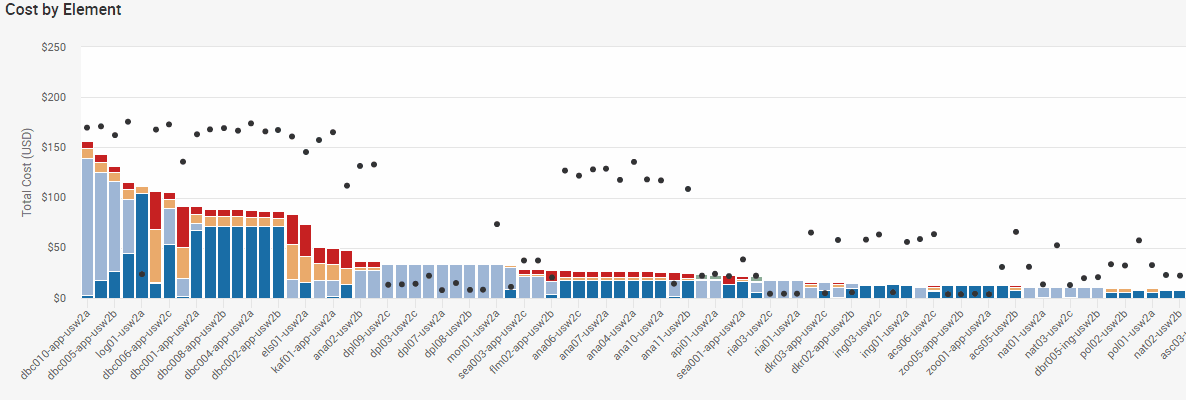 Cost by Element
$250
$200
$150
$100
$50
$0
Total Cost (USD)
dbc010-app-usw2a
dbc005-app-usw2b
log01-usw2a
dbc006-app-usw2c
dbc001-app-usw2a
dbc008-app-usw2b
dbc004-app-usw2a
dbc002-app-usw2b
els01-usw2a
kaf01-app-usw2a
ana02-usw2b
dpl09-usw2c
dpl03-usw2c
dpl07-usw2a
dpl08-usw2b
mon01-usw2a
sea003-app-usw2c
flm02-app-usw2b
ana06-usw2c
ana07-usw2a
ana04-usw2a
ana10-usw2a
ana11-usw2b
api01-usw2a
sea001-app-usw2a
ria03-usw2c
ria01-usw2a
dkr03-app-usw2c
dkr02-app-usw2b
ing03-usw2c
ing01-usw2a
acs06-usw2c
zoo05-app-usw2b
zoo01-app-usw2a
acs05-usw2b
nat01-usw2a
nat03-usw2c
dbr005-ing-usw2b
pol02-usw2b
pol01-usw2a
nat02-usw2b
asc03-